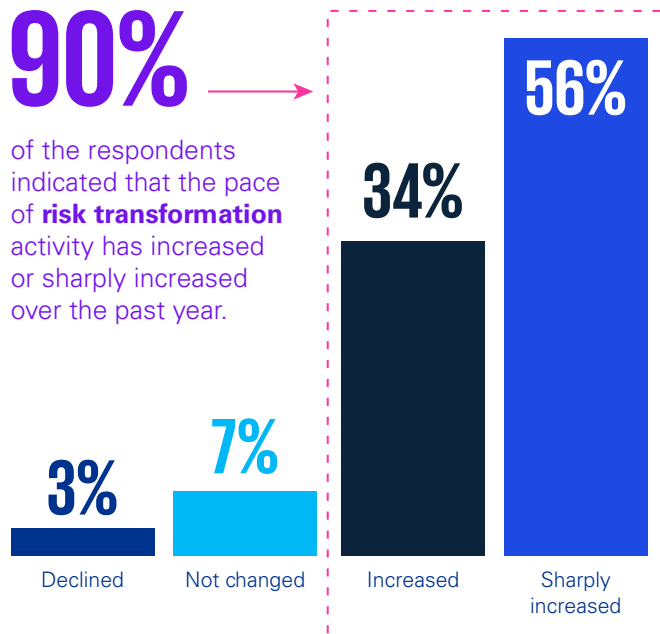 90%
of the respondents
indicated that the pace
of risk transformation
activity has increased
or sharply increased
over the past year.
3%
7%
34%
56%
Declined
Not changed
Increased
Sharply
increased